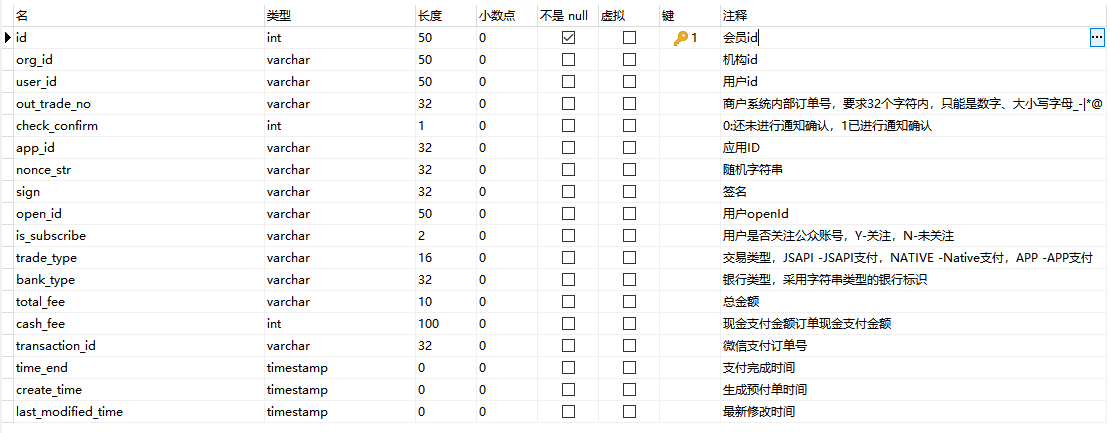 名 类型 长度 小数点 不是 null 虚拟 键 注释
id int 50 0 1 会员id
org_id varchar 50 0 机构id
user_id varchar 50 0 用户id
out_trade_no varchar 32 0 商户系统内部订单号，要求32个字符内，只能是数字、大小写字母_-|*@
check_confirm int 1 0 0:还未进行通知确认，1已进行通知确认
app_id varchar 32 0 应用ID
nonce_str varchar 32 0 随机字符串
sign varchar 32 0 签名
open_id varchar 50 0 用户openId
is_subscribe varchar 2 0 用户是否关注公众账号，Y-关注，N-未关注
trade_type varchar 16 0 交易类型，JSAPI -JSAPI支付，NATIVE -Native支付，APP -APP支付
bank_type varchar 32 0 银行类型，采用字符串类型的银行标识
total_fee varchar 10 0 总金额
cash_fee int 100 0 现金支付金额订单现金支付金额
transaction_id varchar 32 0 微信支付订单号
time_end timestamp 0 0 支付完成时间
create_time timestamp 0 0 生成预付单时间
last_modified_time timestamp 0 0 最新修改时间